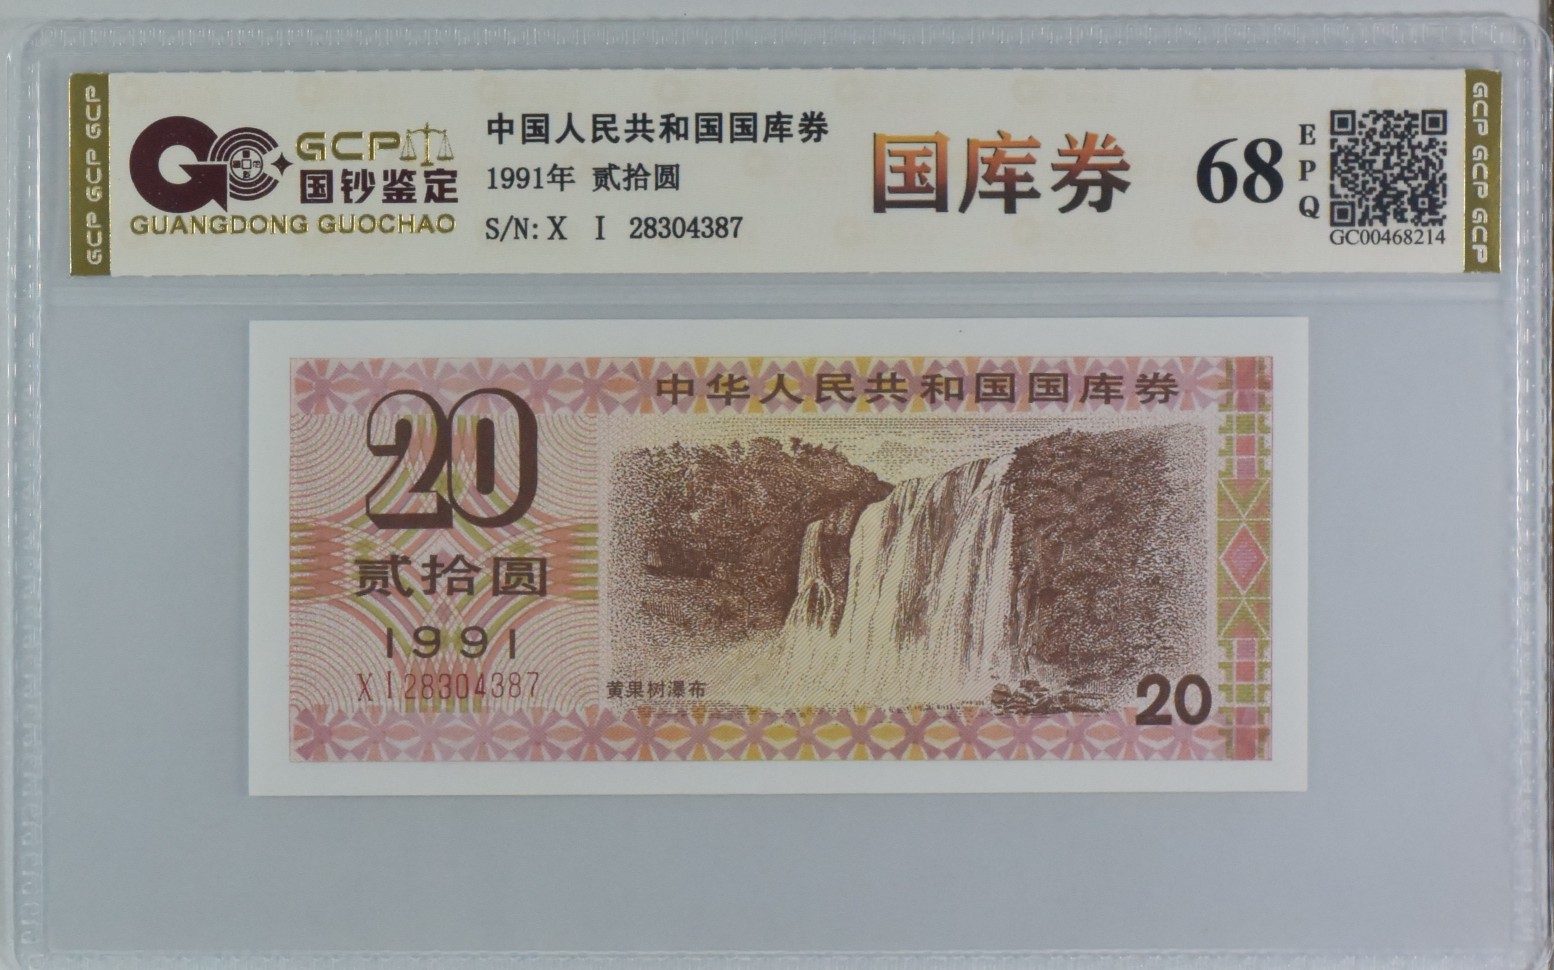 GCP GCP GCP
GCP
国钞鉴定
GUANGDONG GUOCHAO
中国人民共和国国库券
1991年 贰拾圆
S/N: X I 28304387
国库券
68
EPQ
GC00468214
GCP GCP GCP
中华人民共和国国库券
20
贰拾圆
1991
X I 28304387
黄果树瀑布
20